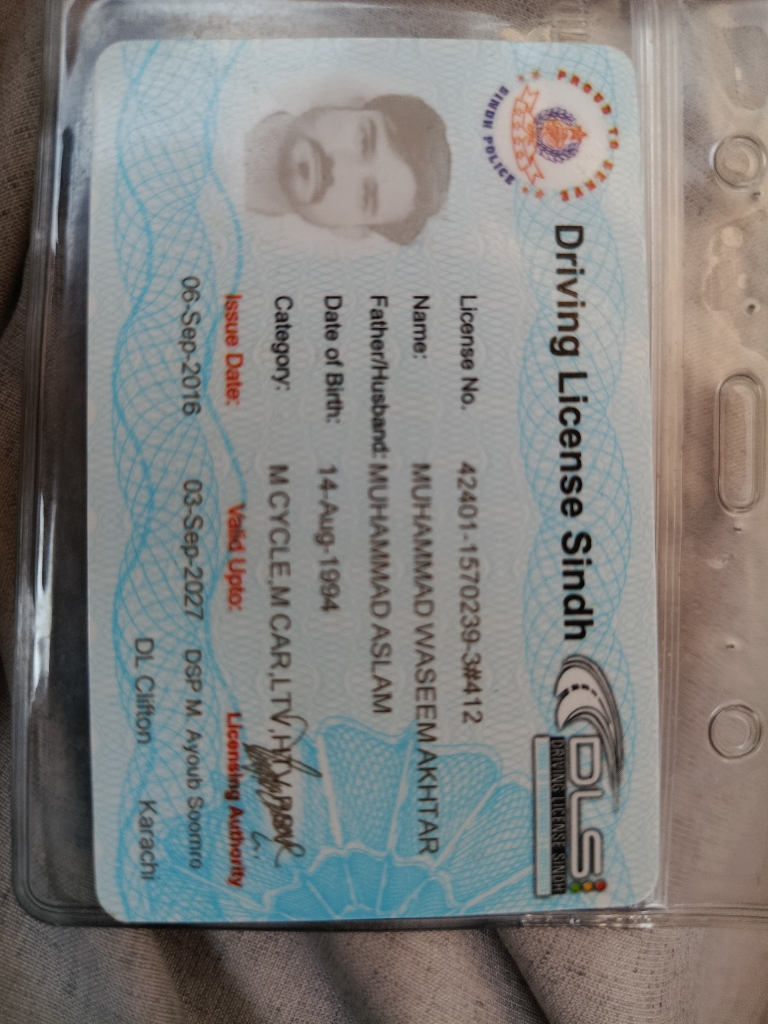 PROUD TO SERVE
SINDH POLICE
Driving License Sindh
DLS
DRIVING LICENSE SINDH
License No. 42401-1570239-3#412
Name: MUHAMMAD WASEEM AKHTAR
Father/Husband: MUHAMMAD ASLAM
Date of Birth: 14-Aug-1994
Category: M CYCLE,M CAR,LTV,HTV,
Issue Date: Valid Upto: Licensing Authority
06-Sep-2016 03-Sep-2027 DSP M. Ayoub Soomro
DL Clifton Karachi